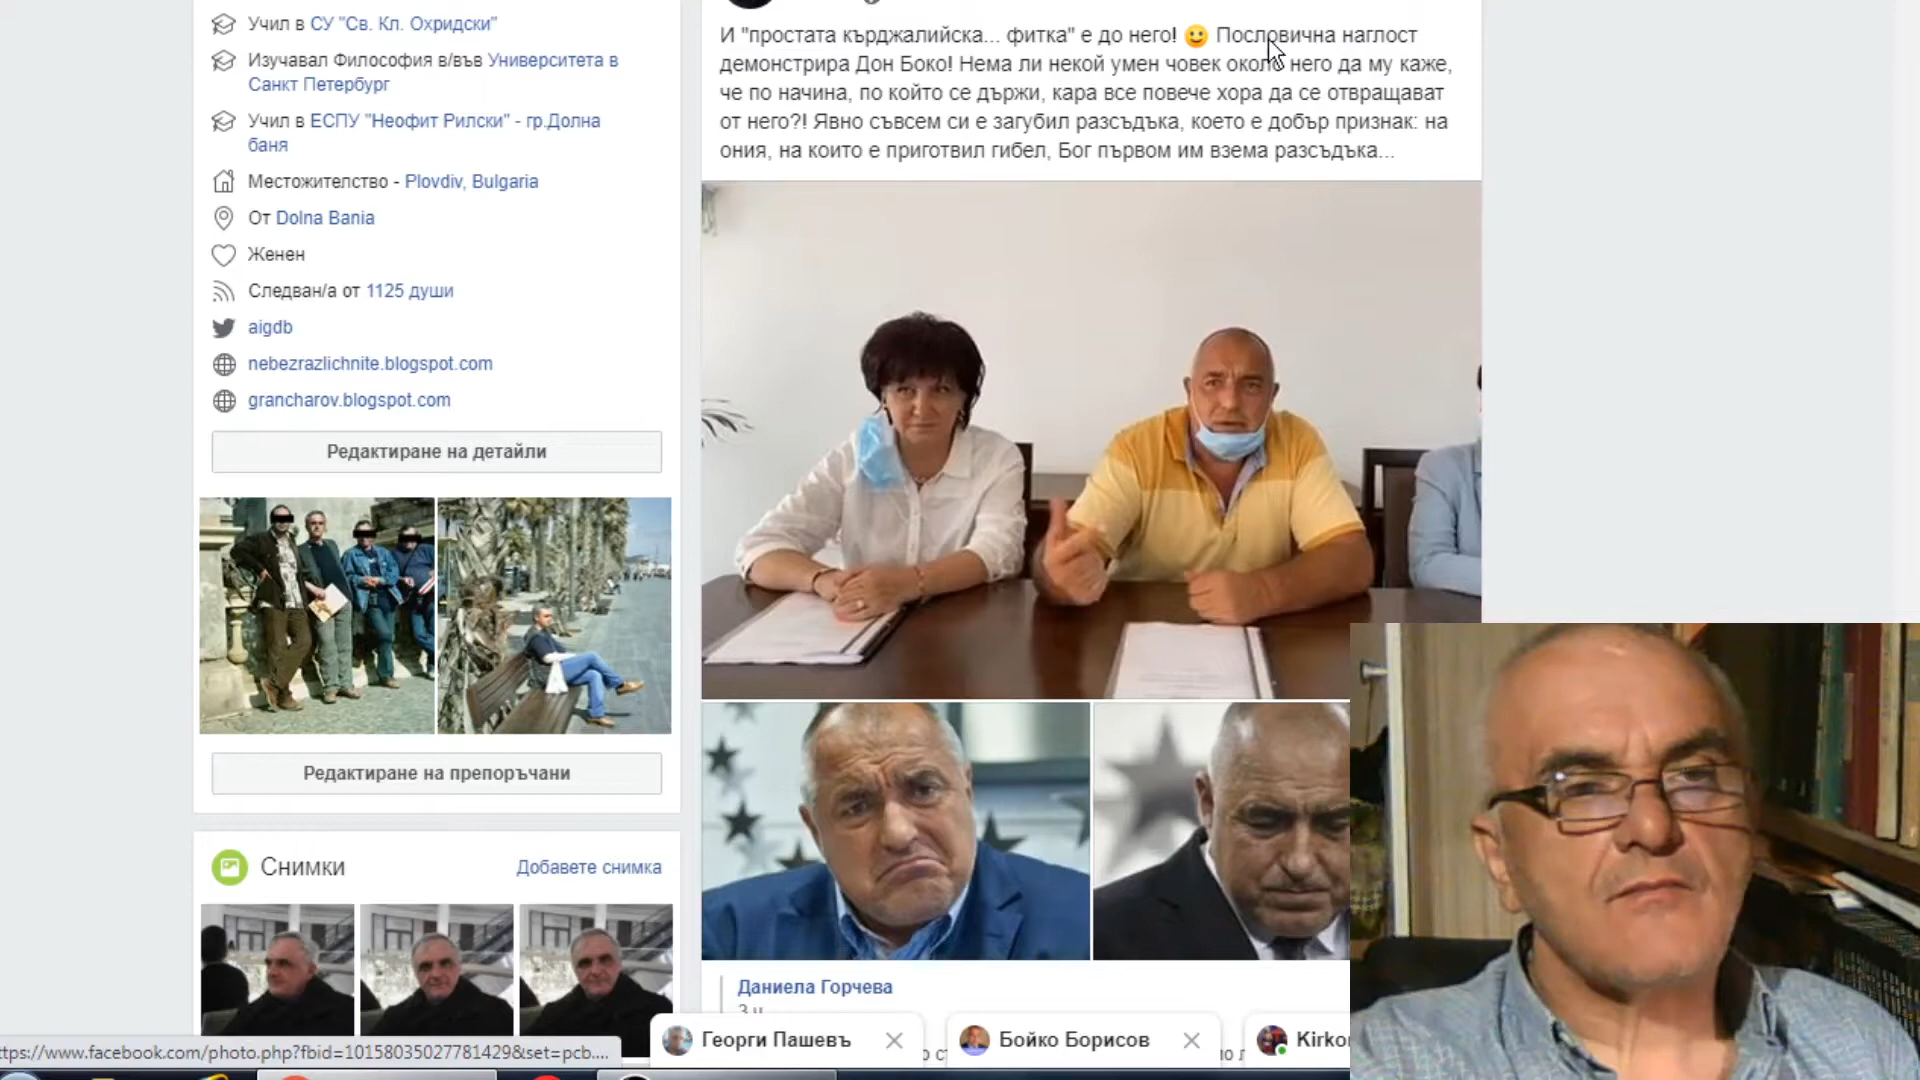 Учил в СУ "Св. Кл. Охридски"
Изучавал Философия в/във Университета в
Санкт Петербург
Учил в ЕСПУ "Неофит Рилски" - гр.Долна
баня
Местожителство - Plovdiv, Bulgaria
От Dolna Bania
Женен
Следван/а от 1125 души
aigdb
nebezrazlichnite.blogspot.com
grancharov.blogspot.com
Редактиране на детайли
Редактиране на препоръчани
Снимки
Добавете снимка
И "простата кърджалийска... фитка" е до него! 🙂 Пословична наглост
демонстрира Дон Боко! Нема ли некой умен човек около него да му каже,
че по начина, по който се държи, кара все повече хора да се отвращават
от него?! Явно съвсем си е загубил разсъдъка, което е добър признак: на
ония, на които е приготвил гибел, Бог първом им взема разсъдъка...
Даниела Горчева
3 ч
Георги Пашевъ
Бойко Борисов
ttps://www.facebook.com/photo.php?fbid=10158035027781429&set=pcb....